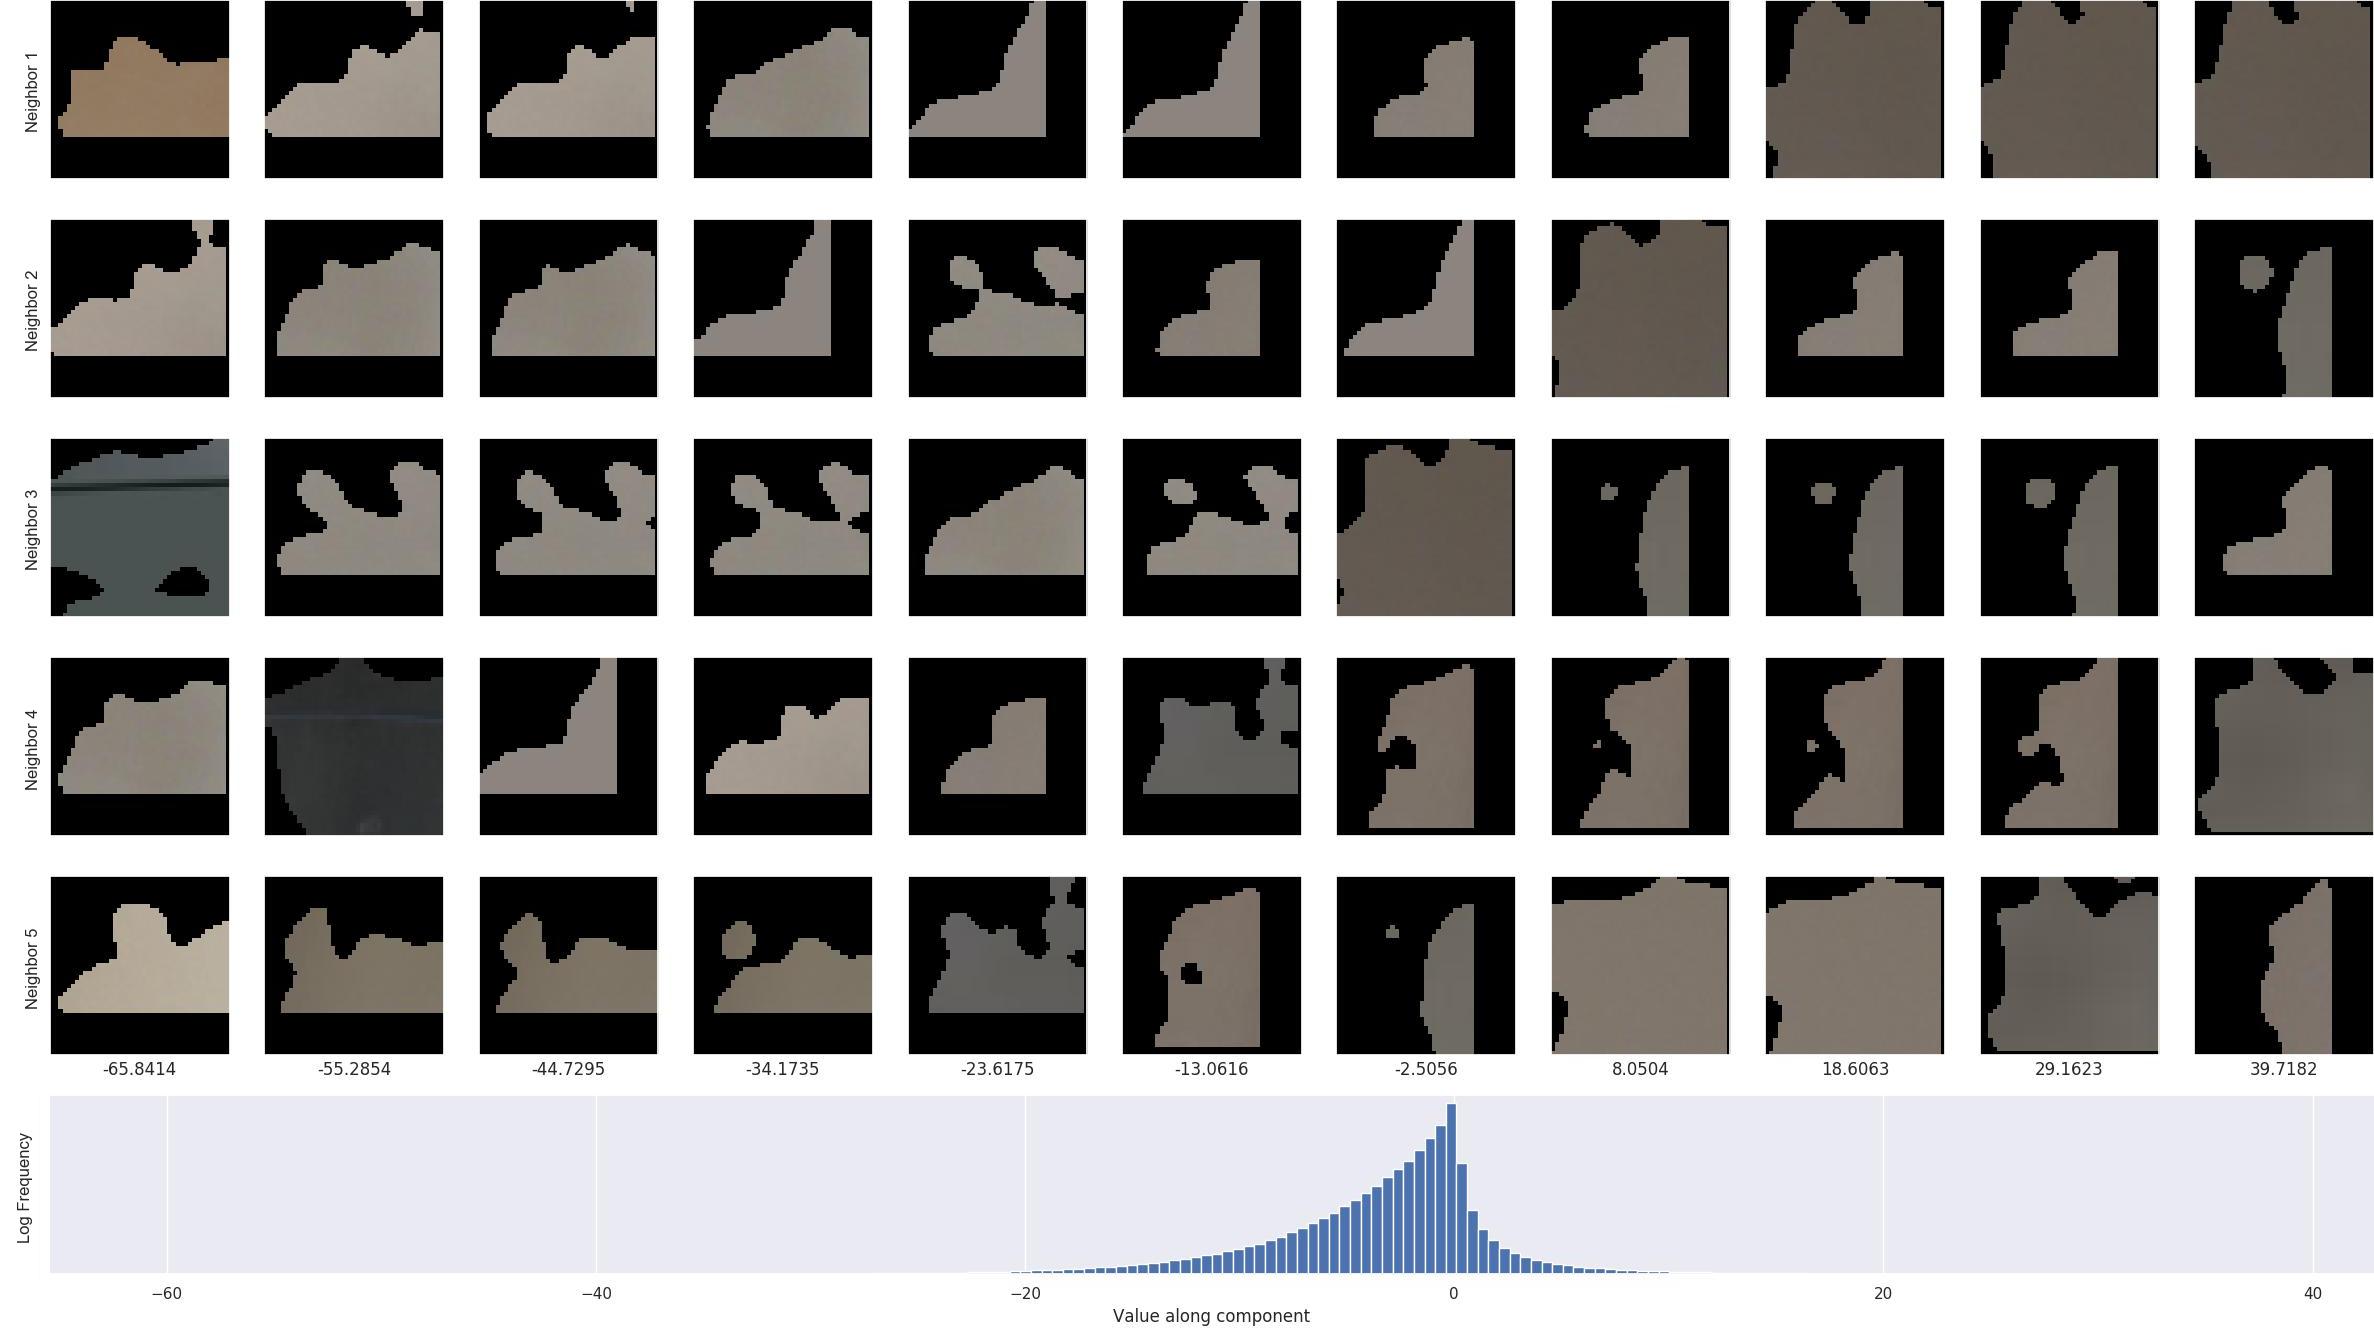 Neighbor 1
Neighbor 2
Neighbor 3
Neighbor 4
Neighbor 5
-65.8414 -55.2854 -44.7295 -34.1735 -23.6175 -13.0616 -2.5056 8.0504 18.6063 29.1623 39.7182
Log Frequency
−60 −40 −20 0 20 40
Value along component